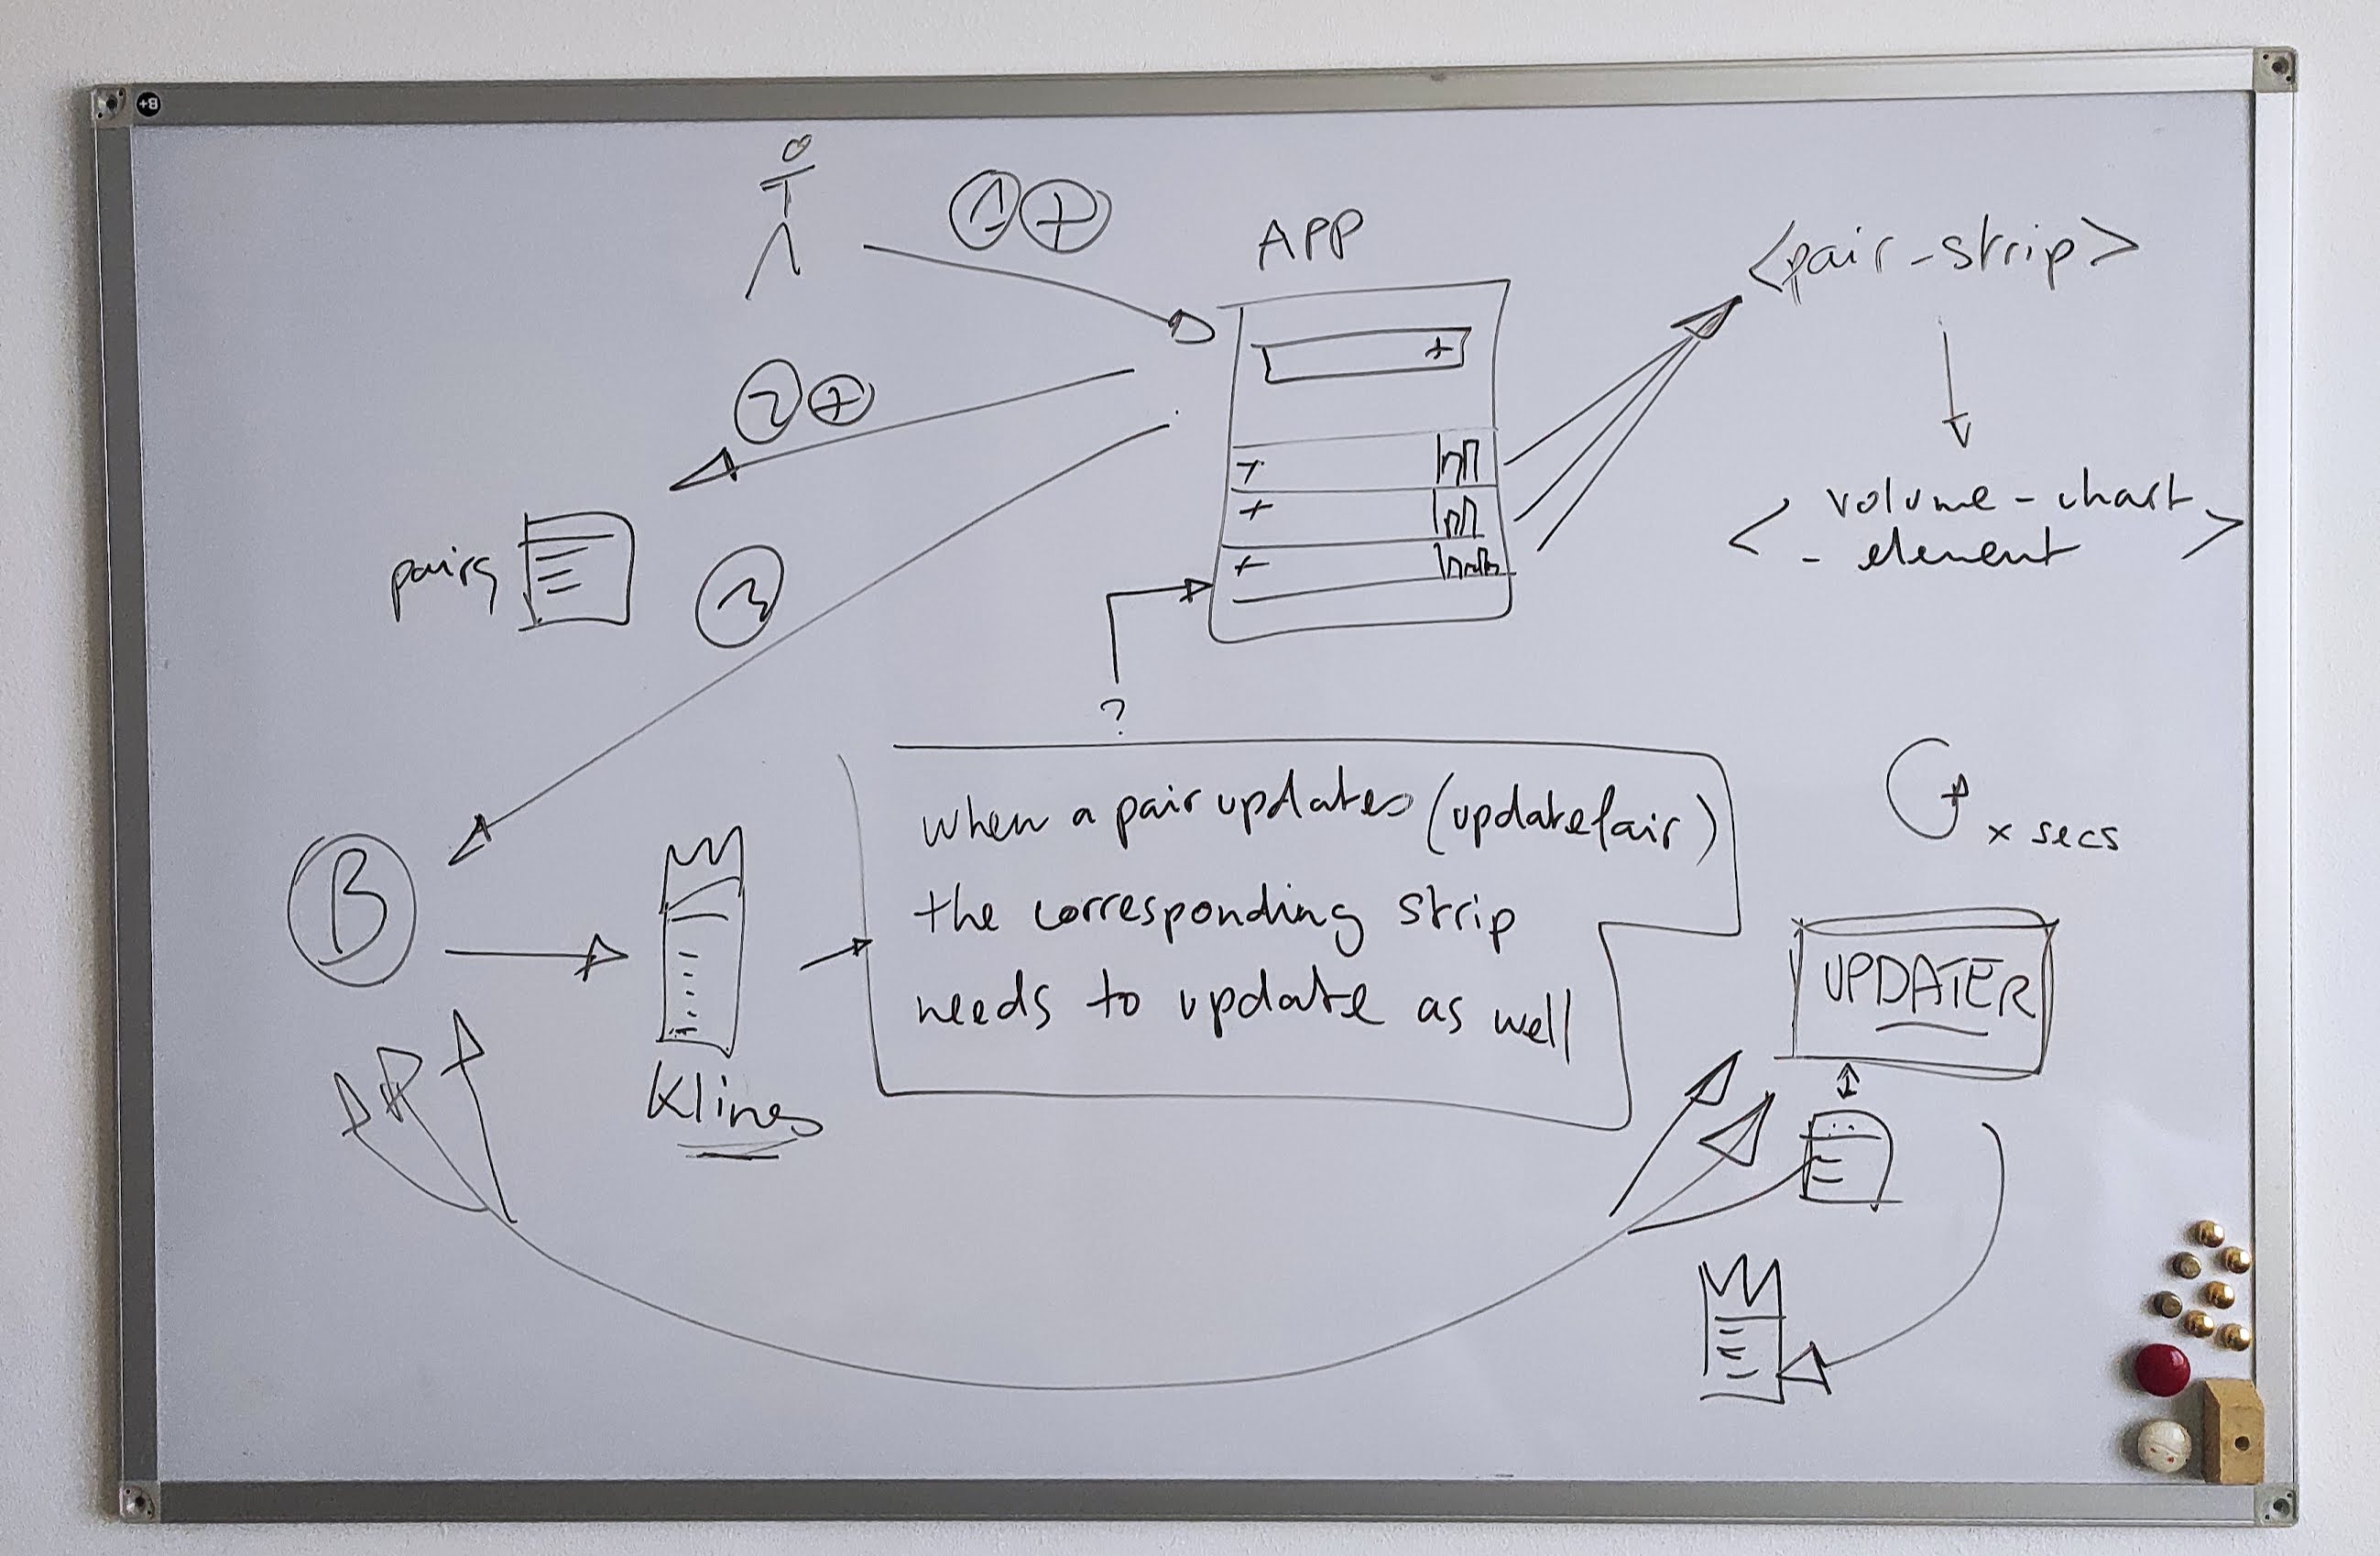 1 +
APP
+
<pair-strip>
2 +
+
+
+
<volume-chart
-element>
pairs
3
?
when a pair updates (updatePair)
the corresponding strip
needs to update as well
x secs
B
UPDATER
Klines